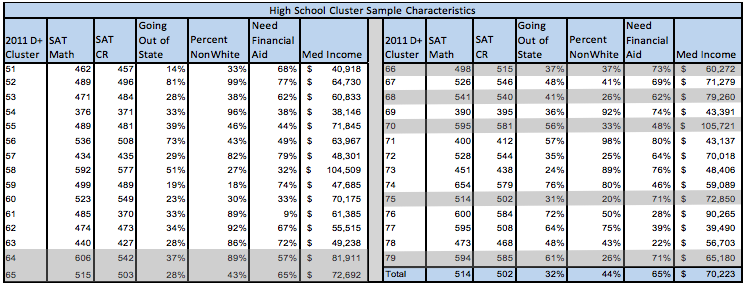 High School Cluster Sample Characteristics
2011 D+ Cluster SAT Math SAT CR Going Out of State Percent NonWhite Need Financial Aid Med Income
51 462 457 14% 33% 68% $ 40,918
52 489 496 81% 99% 77% $ 64,730
53 471 484 28% 38% 62% $ 60,833
54 376 371 33% 96% 38% $ 38,146
55 489 481 39% 46% 44% $ 71,845
56 536 508 73% 43% 49% $ 63,967
57 434 435 29% 82% 79% $ 48,301
58 592 577 51% 27% 32% $ 104,509
59 499 489 19% 18% 74% $ 47,685
60 523 549 23% 30% 33% $ 70,175
61 485 370 33% 89% 9% $ 61,385
62 474 473 34% 92% 67% $ 55,515
63 440 427 28% 86% 72% $ 49,238
64 606 542 37% 89% 57% $ 81,911
65 515 503 28% 43% 65% $ 72,692
2011 D+ Cluster SAT Math SAT CR Going Out of State Percent NonWhite Need Financial Aid Med Income
66 498 515 37% 37% 73% $ 60,272
67 526 546 48% 41% 69% $ 71,279
68 541 540 41% 26% 62% $ 79,260
69 390 395 36% 92% 74% $ 43,391
70 595 581 56% 33% 48% $ 105,721
71 400 412 57% 98% 80% $ 43,137
72 528 544 35% 25% 64% $ 70,018
73 451 438 24% 89% 76% $ 48,406
74 654 579 76% 80% 46% $ 59,089
75 514 502 31% 20% 71% $ 72,850
76 600 584 72% 50% 28% $ 90,265
77 595 508 64% 75% 39% $ 49,490
78 473 468 48% 43% 22% $ 56,703
79 594 585 61% 26% 71% $ 65,180
Total 514 502 32% 44% 65% $ 70,223